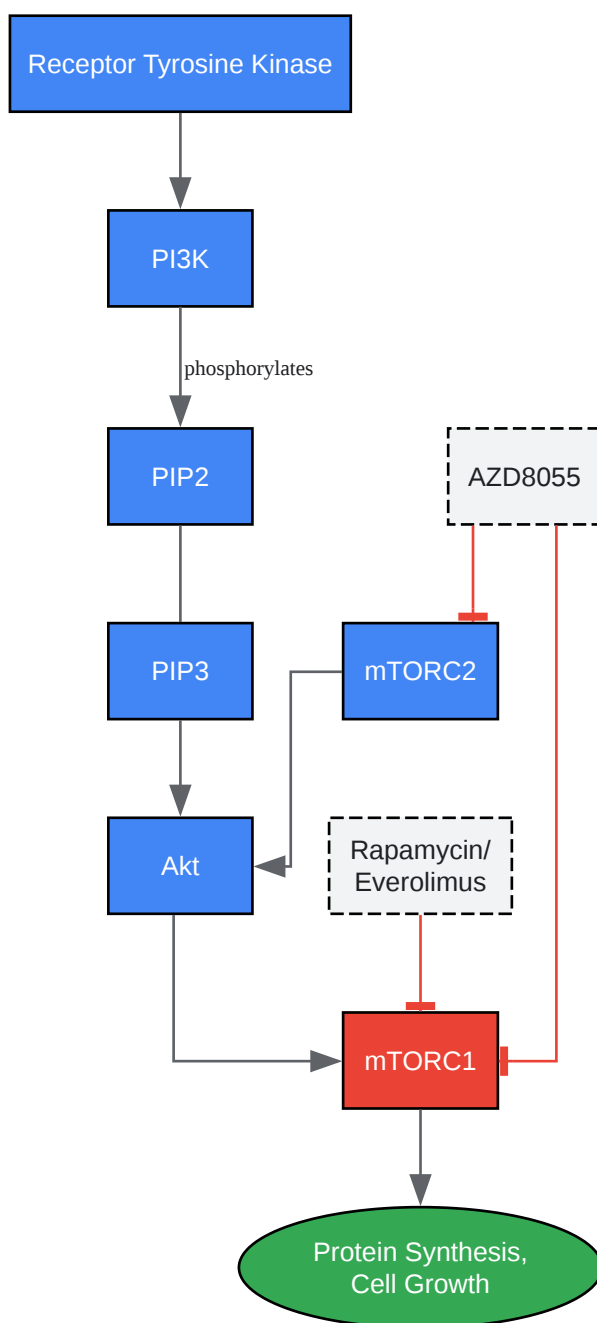 Receptor Tyrosine Kinase
PI3K
phosphorylates
PIP2
AZD8055
PIP3
mTORC2
Akt
Rapamycin/
Everolimus
mTORC1
Protein Synthesis,
Cell Growth